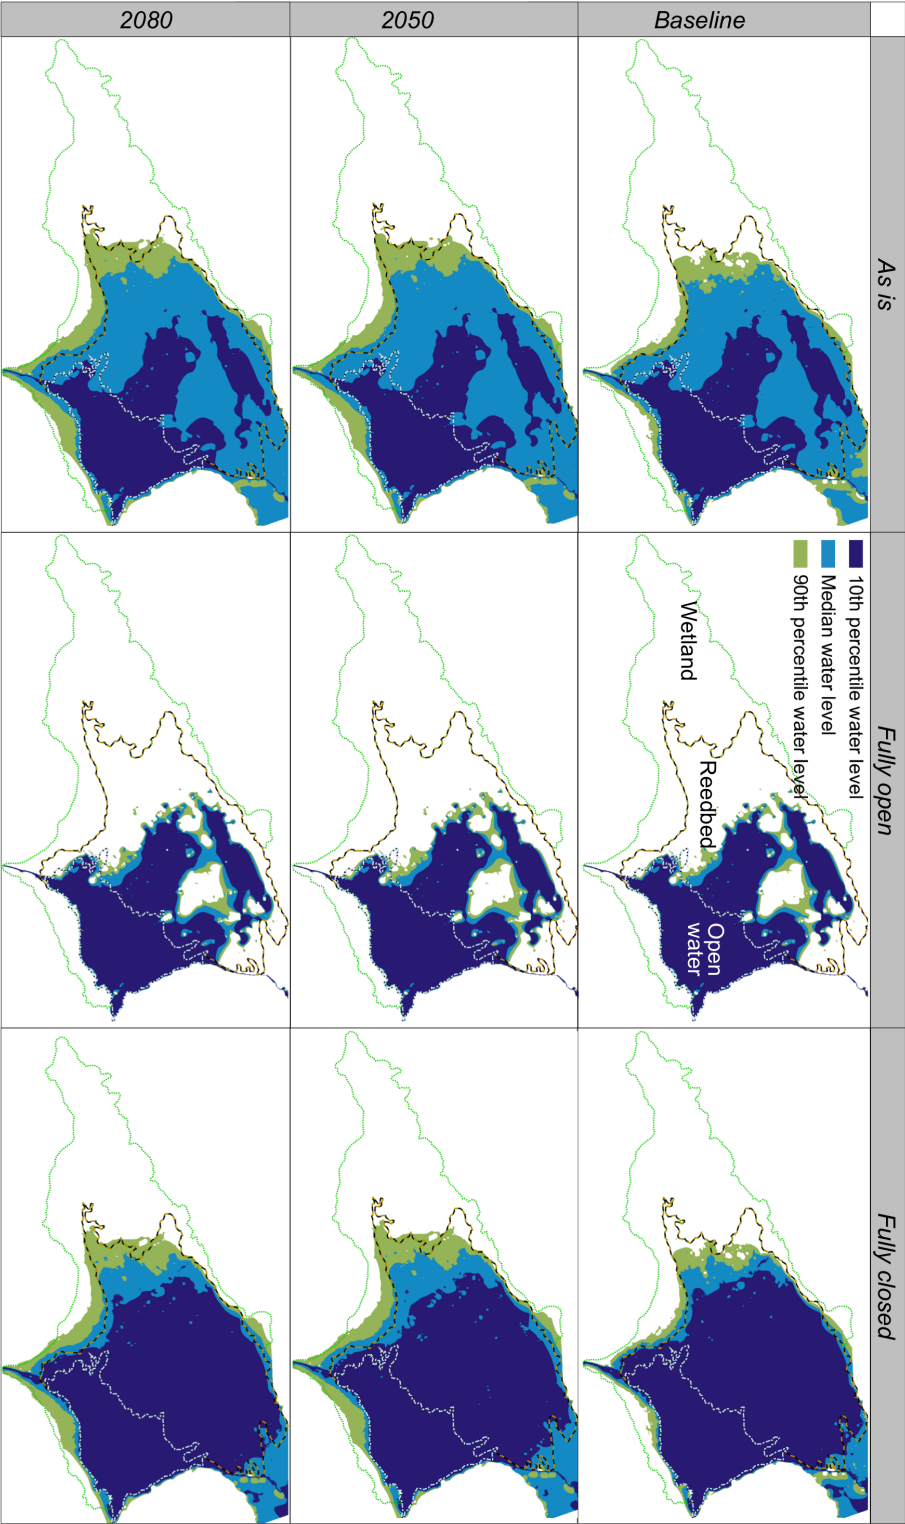 As is
Fully open
Fully closed
Baseline
10th percentile water level
Median water level
90th percentile water level
Wetland
Reedbed
Open
water
2050
2080